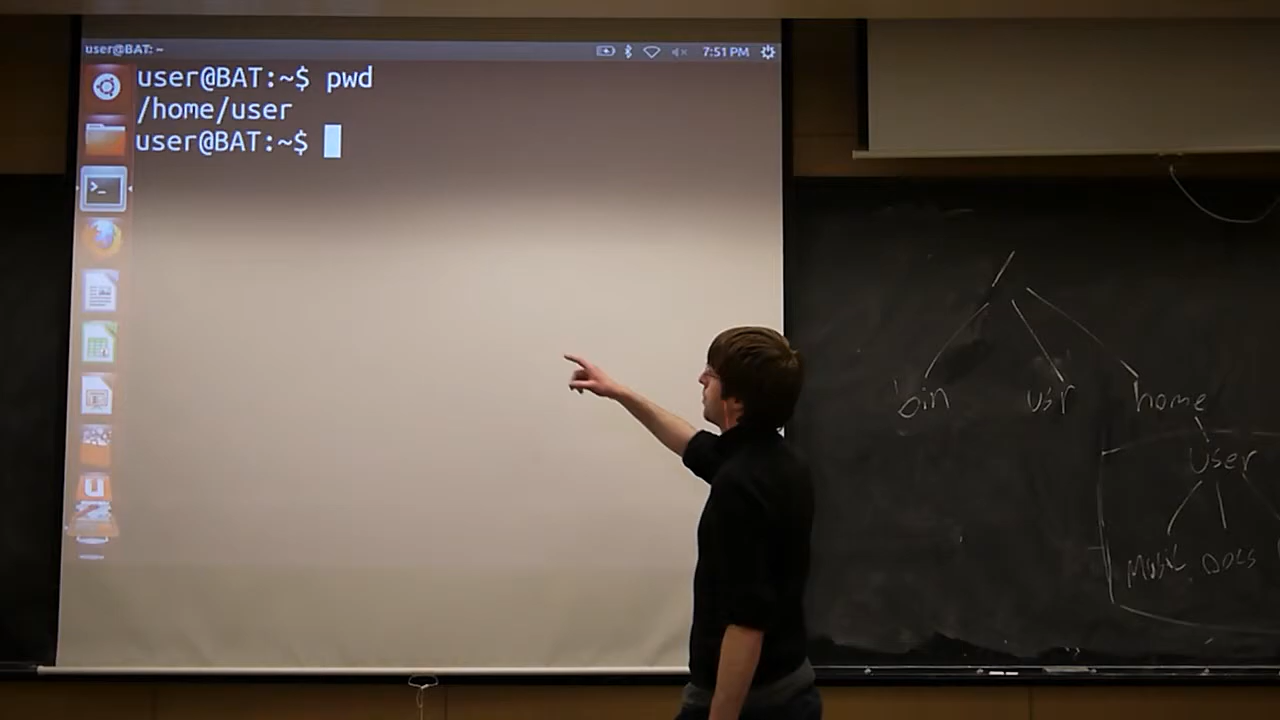 user@BAT: ~
7:51 PM
user@BAT:~$ pwd
/home/user
user@BAT:~$
/
bin usr home
user
Music Docs